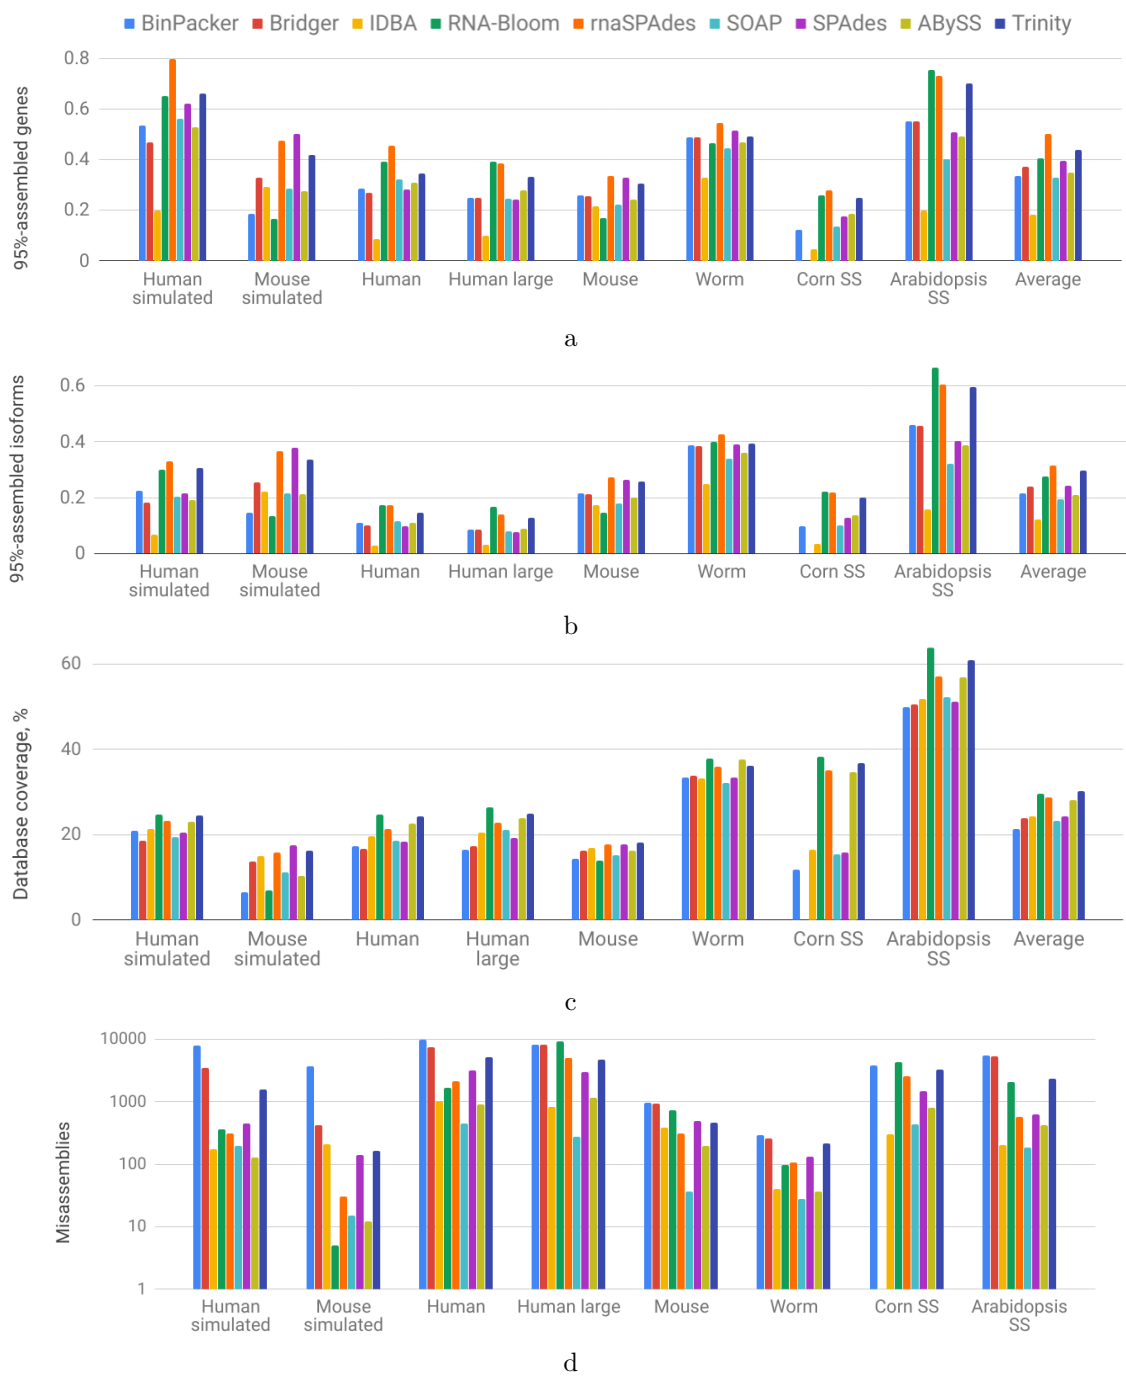 BinPacker Bridger IDBA RNA-Bloom rnaSPAdes SOAP SPAdes ABySS Trinity
95%-assembled genes
0.8
0.6
0.4
0.2
0
Human simulated Mouse simulated Human Human large Mouse Worm Corn SS Arabidopsis SS Average
a
95%-assembled isoforms
0.6
0.4
0.2
0
Human simulated Mouse simulated Human Human large Mouse Worm Corn SS Arabidopsis SS Average
b
Database coverage, %
60
40
20
0
Human simulated Mouse simulated Human Human large Mouse Worm Corn SS Arabidopsis SS Average
c
Misassemblies
10000
1000
100
10
1
Human simulated Mouse simulated Human Human large Mouse Worm Corn SS Arabidopsis SS
d